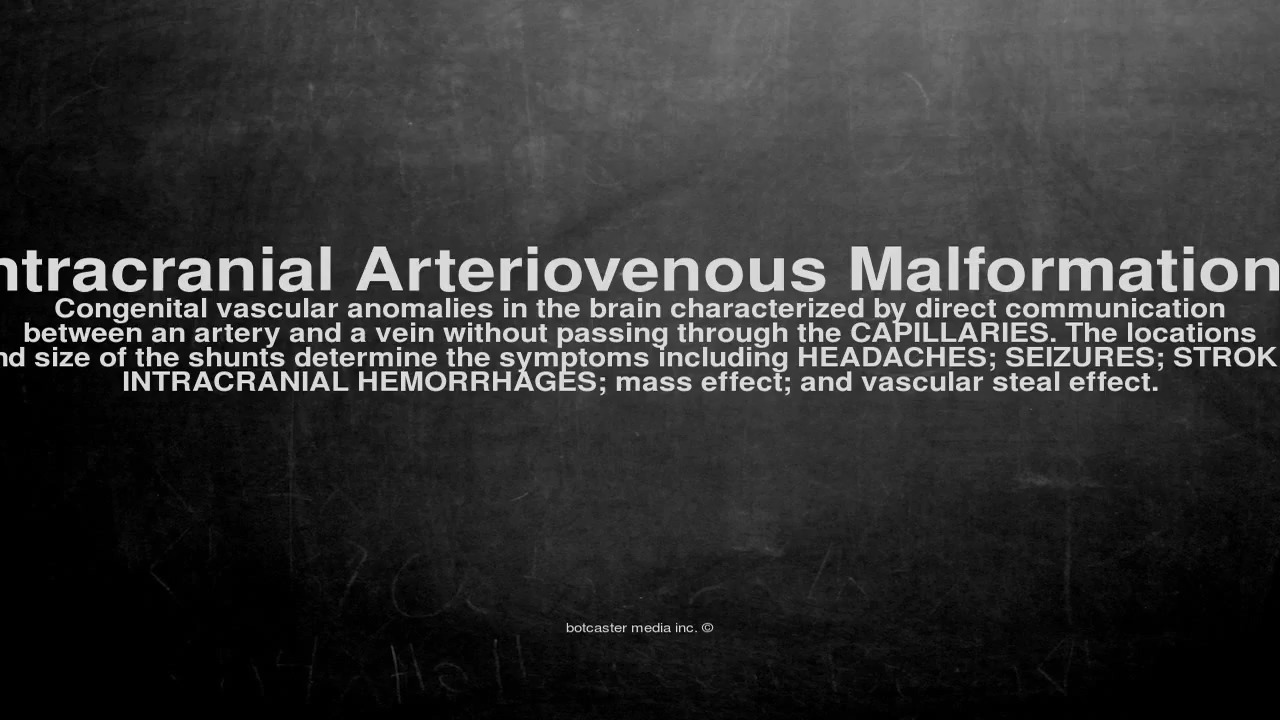 ntracranial Arteriovenous Malformation
Congenital vascular anomalies in the brain characterized by direct communication
between an artery and a vein without passing through the CAPILLARIES. The locations
nd size of the shunts determine the symptoms including HEADACHES; SEIZURES; STROK
INTRACRANIAL HEMORRHAGES; mass effect; and vascular steal effect.
botcaster media inc. ©